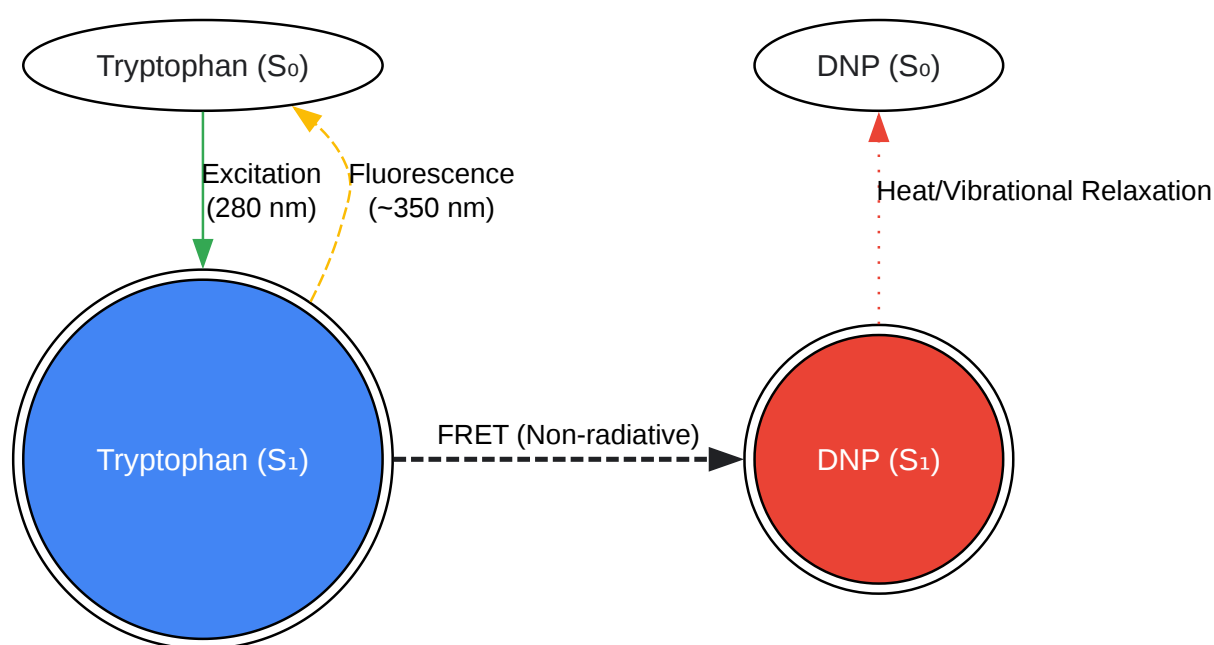 Tryptophan (S₀)
DNP (S₀)
Excitation
(280 nm)
Fluorescence
(~350 nm)
Heat/Vibrational Relaxation
FRET (Non-radiative)
Tryptophan (S₁)
DNP (S₁)